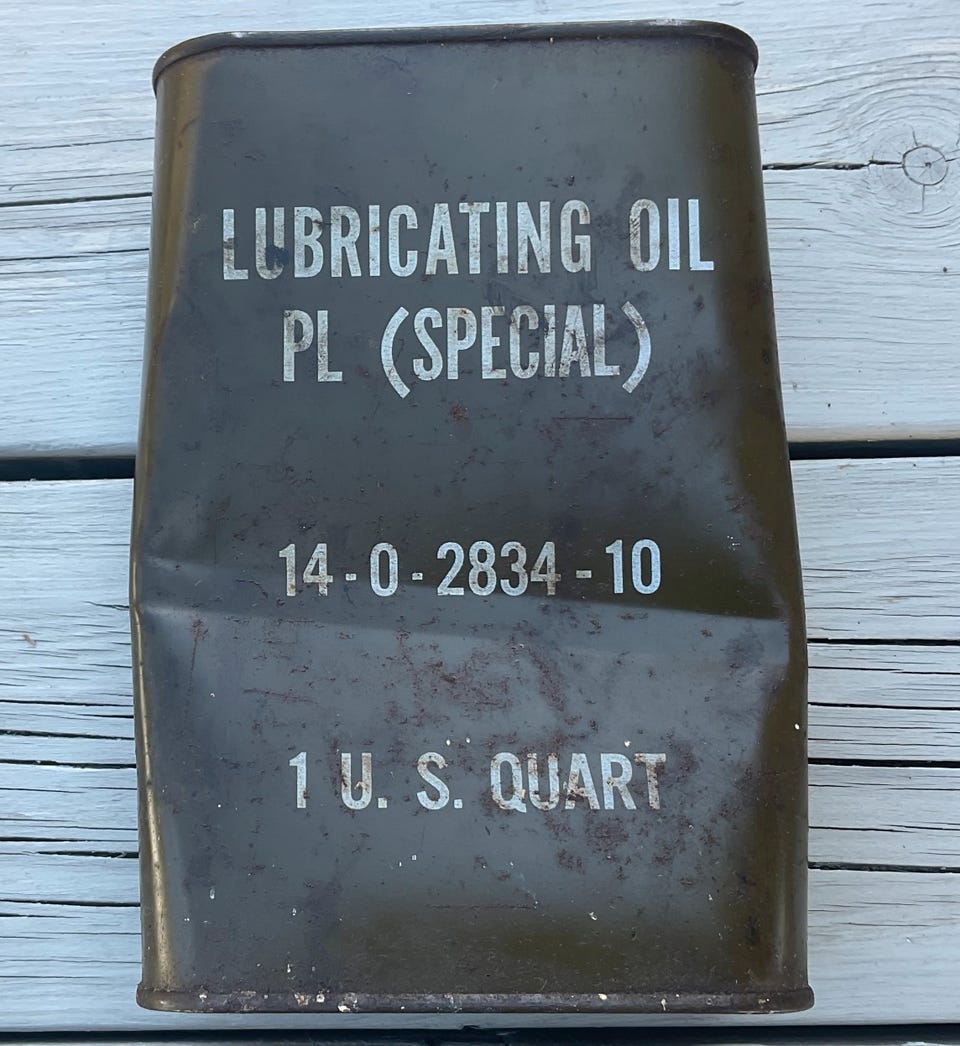 LUBRICATING OIL
PL (SPECIAL)
14-0-2834-10
1 U. S. QUART